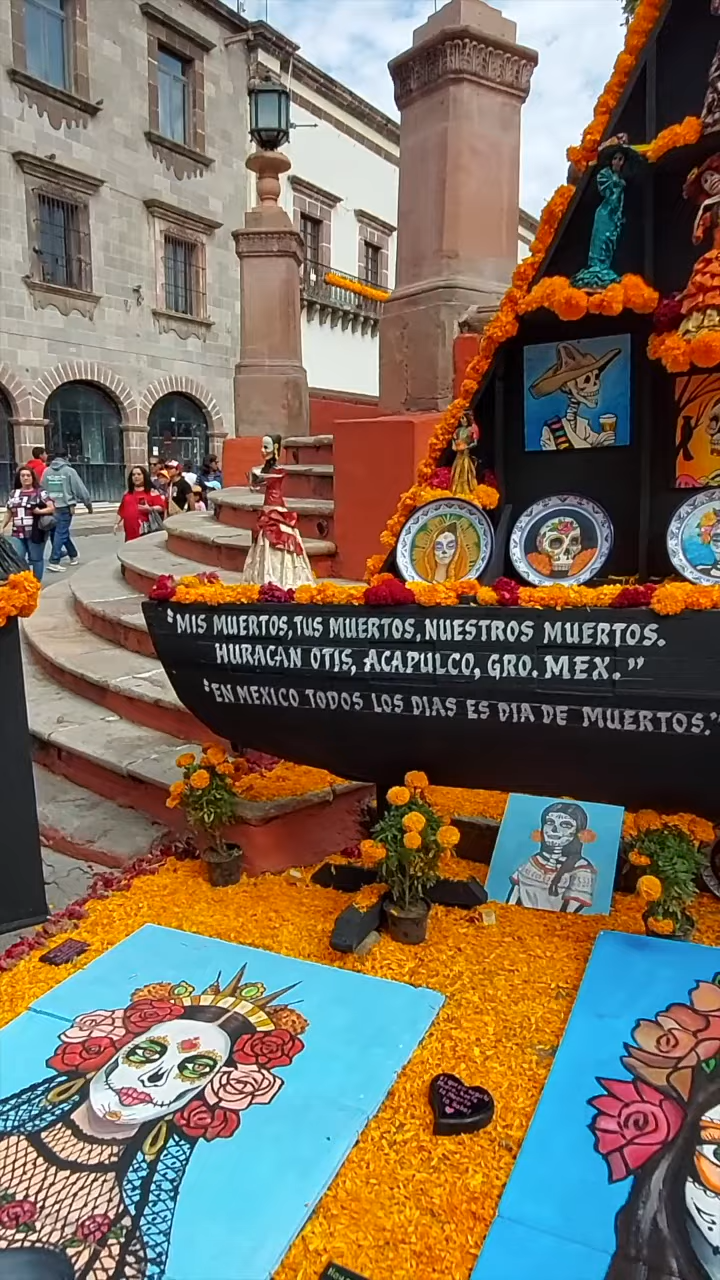 “MIS MUERTOS, TUS MUERTOS, NUESTROS MUERTOS.
HURACAN OTIS, ACAPULCO, GRO. MEX.”
“EN MEXICO TODOS LOS DIAS ES DIA DE MUERTOS.”